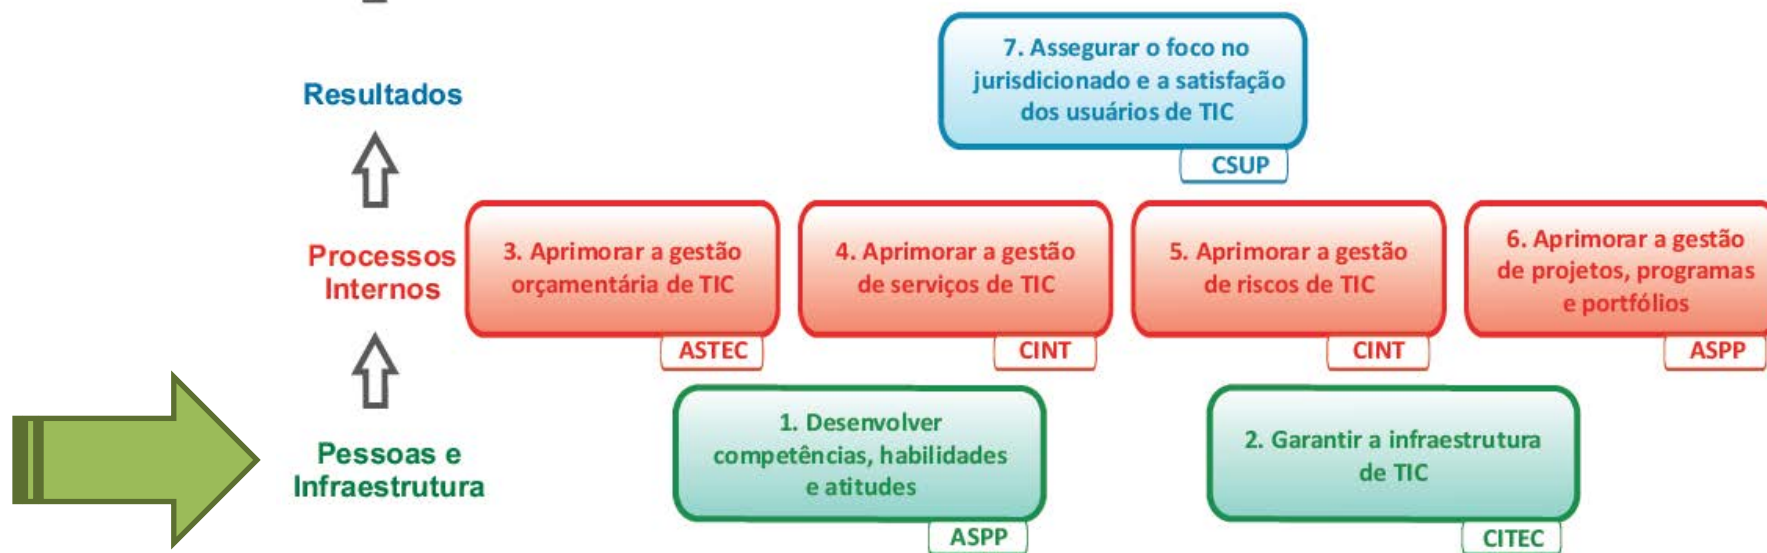 7. Assegurar o foco no
jurisdicionado e a satisfação
dos usuários de TIC
Resultados
CSUP
Processos
Internos
3. Aprimorar a gestão
orçamentária de TIC
ASTEC
4. Aprimorar a gestão
de serviços de TIC
CINT
5. Aprimorar a gestão
de riscos de TIC
CINT
6. Aprimorar a gestão
de projetos, programas
e portfólios
ASPP
Pessoas e
Infraestrutura
1. Desenvolver
competências, habilidades
e atitudes
ASPP
2. Garantir a infraestrutura
de TIC
CITEC